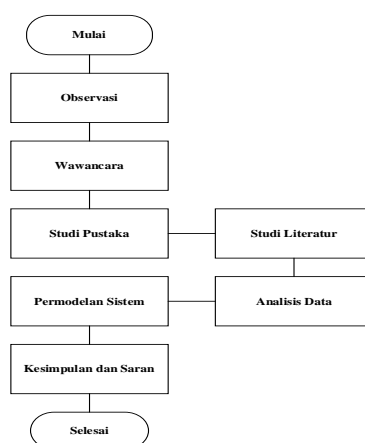 Mulai
Observasi
Wawancara
Studi Pustaka
Studi Literatur
Analisis Data
Permodelan Sistem
Kesimpulan dan Saran
Selesai